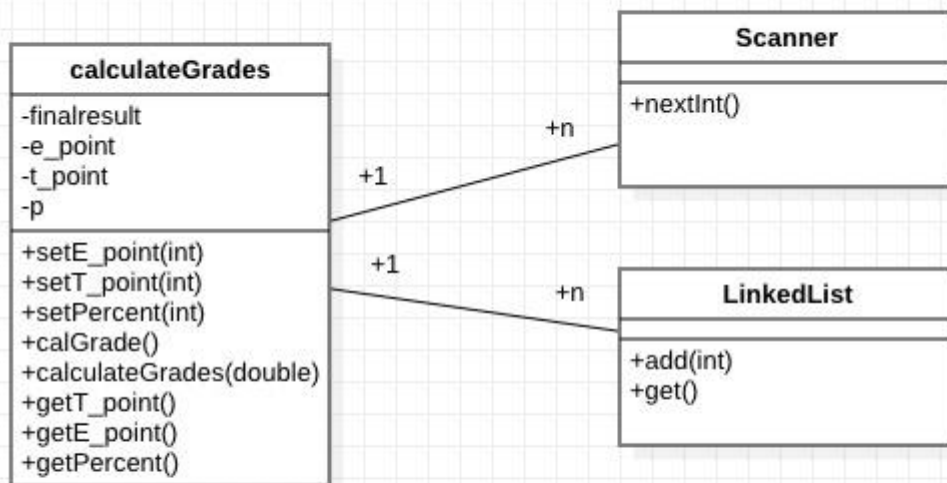 calculateGrades
-finalresult
-e_point
-t_point
-p
+setE_point(int)
+setT_point(int)
+setPercent(int)
+calGrade()
+calculateGrades(double)
+getT_point()
+getE_point()
+getPercent()
+1
+n
+1
+n
Scanner
+nextInt()
LinkedList
+add(int)
+get()